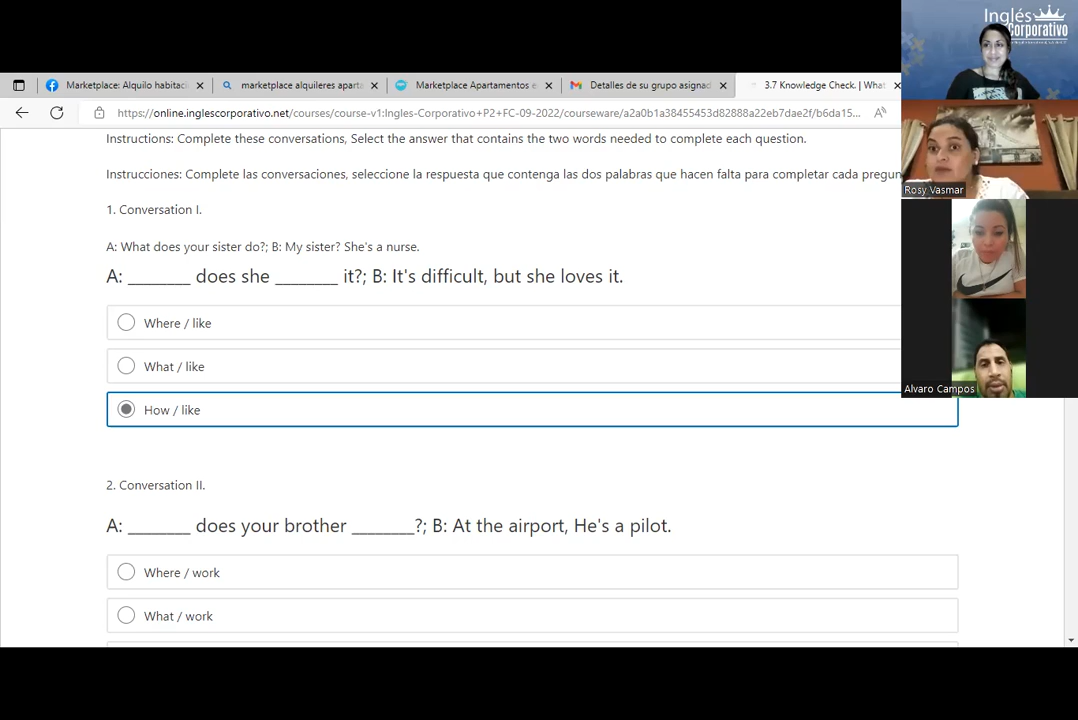 Inglés
Corporativo
Marketplace: Alquilo habitaci
marketplace alquileres aparta
Marketplace Apartamentos e
Detalles de su grupo asignad
3.7 Knowledge Check. | What
https://online.inglescorporativo.net/courses/course-v1:Ingles-Corporativo+P2+FC-09-2022/courseware/a2a0b1a38455453d82888a22eb7dae2f/b6da15...
Instructions: Complete these conversations, Select the answer that contains the two words needed to complete each question.
Instrucciones: Complete las conversaciones, seleccione la respuesta que contenga las dos palabras que hacen falta para completar cada pregun
Rosy Vasmar
1. Conversation I.
A: What does your sister do?; B: My sister? She's a nurse.
A: _______ does she _______ it?; B: It's difficult, but she loves it.
Where / like
What / like
Alvaro Campos
How / like
2. Conversation II.
A: _______ does your brother _______?; B: At the airport, He's a pilot.
Where / work
What / work